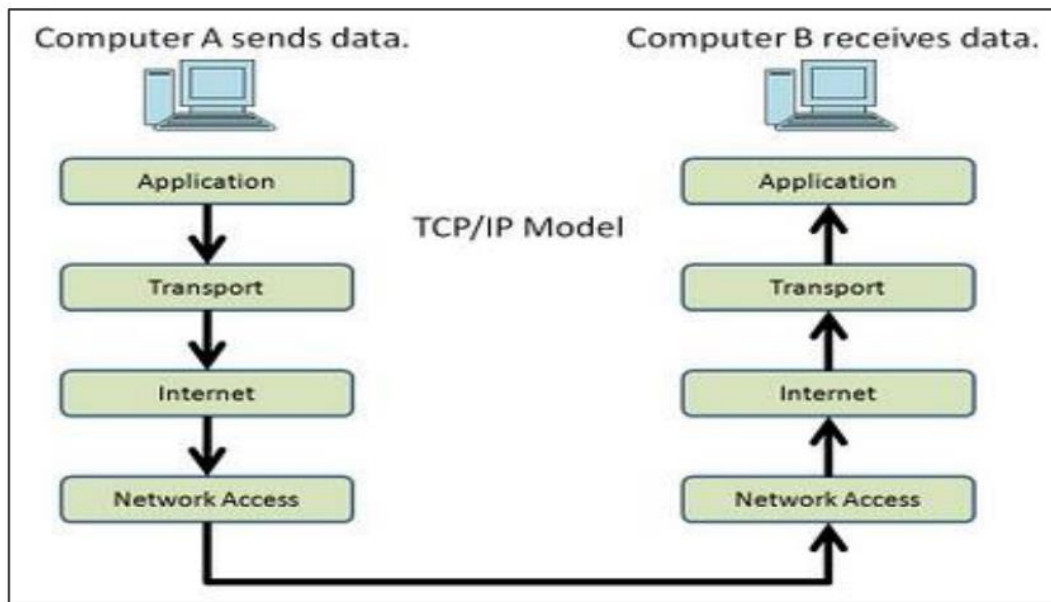 Computer A sends data.
Computer B receives data.
Application
Application
TCP/IP Model
Transport
Transport
Internet
Internet
Network Access
Network Access